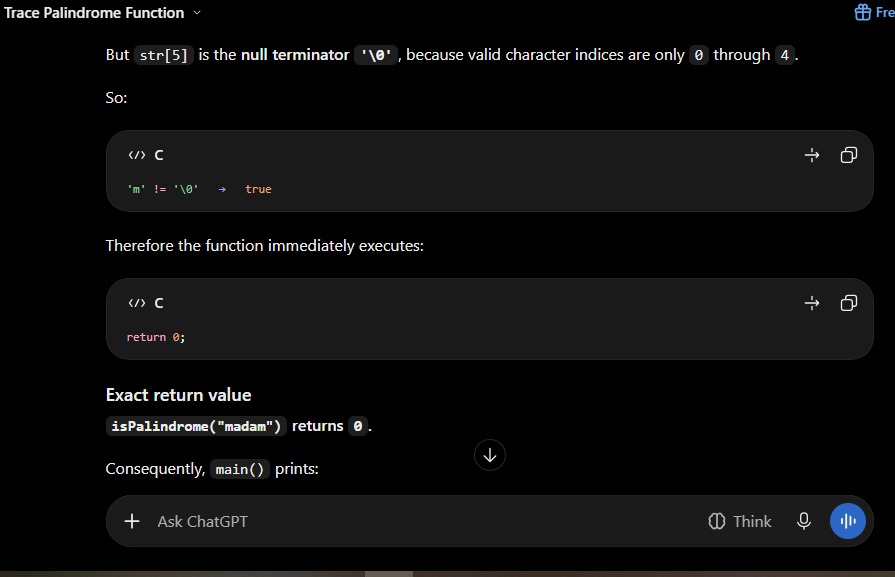 Trace Palindrome Function
Fre
But str[5] is the null terminator '\0', because valid character indices are only 0 through 4.
So:
</> C
'm' != '\0' → true
Therefore the function immediately executes:
</> C
return 0;
Exact return value
isPalindrome("madam") returns 0.
Consequently, main() prints:
Ask ChatGPT
Think